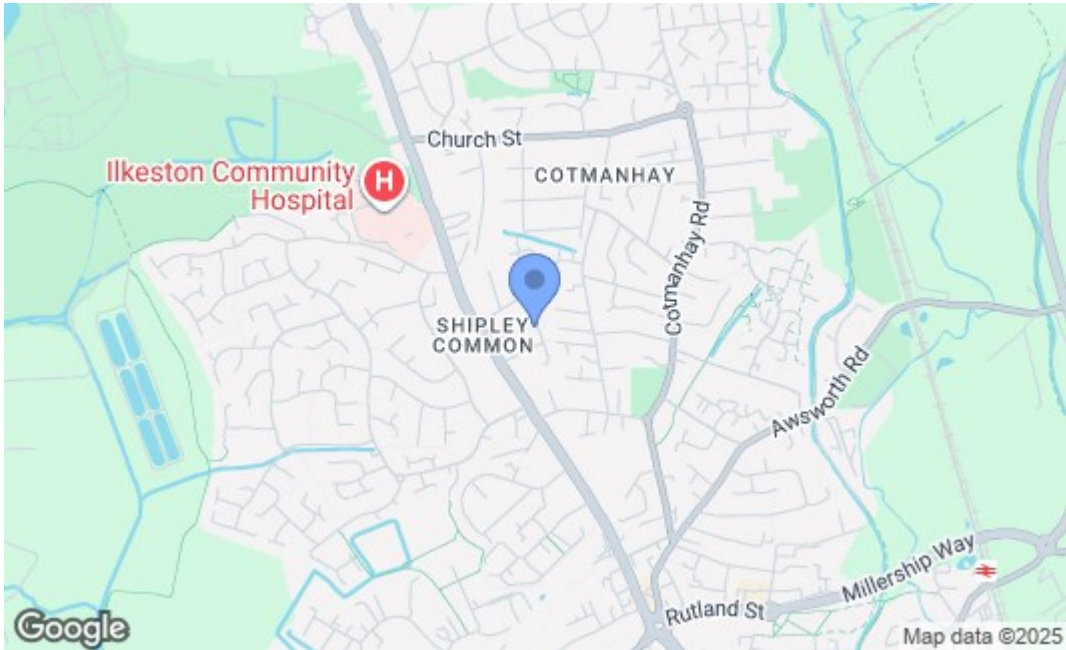 Church St
Ilkeston Community
Hospital
H
COTMANHAY
Cotmanhay Rd
SHIPLEY
COMMON
Awsworth Rd
Millership Way
Rutland St
Google
Map data ©2025